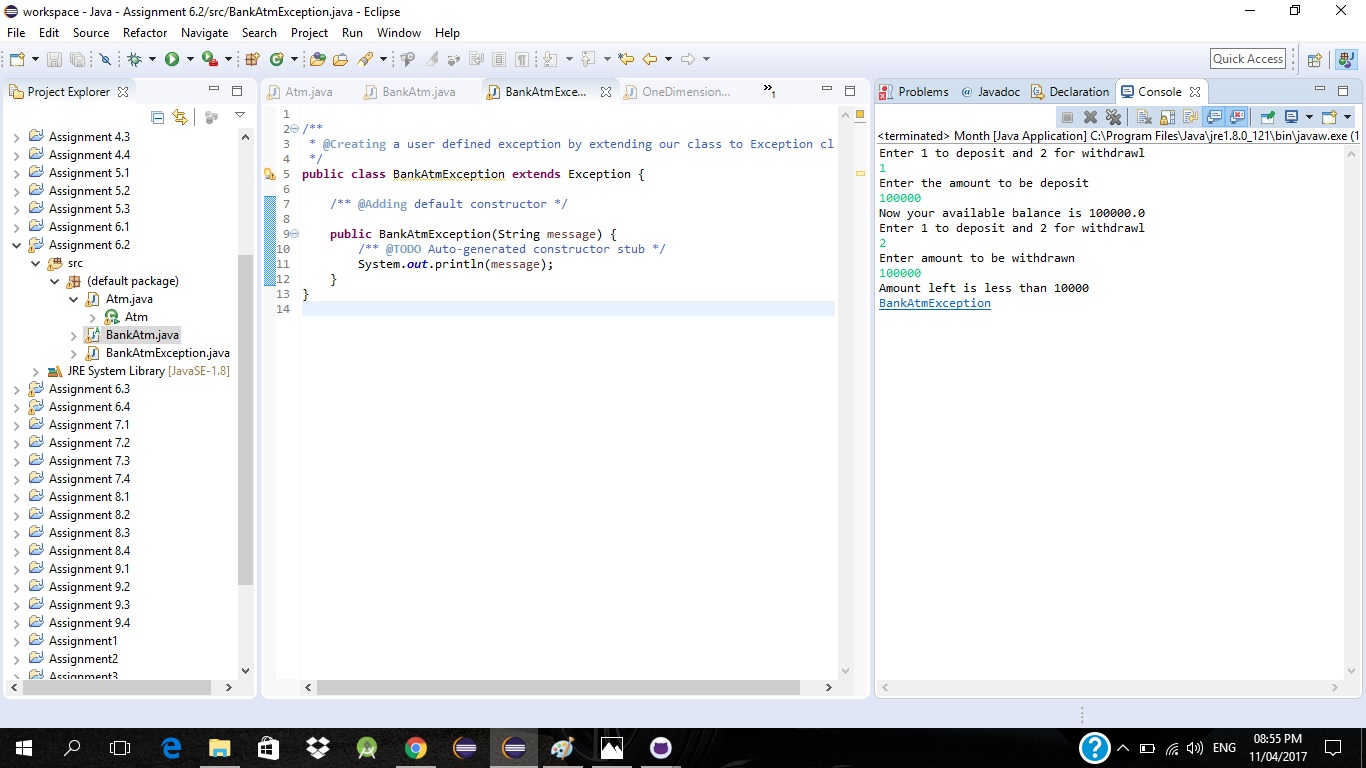 workspace - Java - Assignment 6.2/src/BankAtmException.java - Eclipse
File Edit Source Refactor Navigate Search Project Run Window Help
Quick Access
Project Explorer
Assignment 4.3
Assignment 4.4
Assignment 5.1
Assignment 5.2
Assignment 5.3
Assignment 6.1
Assignment 6.2
src
(default package)
Atm.java
Atm
BankAtm.java
BankAtmException.java
JRE System Library [JavaSE-1.8]
Assignment 6.3
Assignment 6.4
Assignment 7.1
Assignment 7.2
Assignment 7.3
Assignment 7.4
Assignment 8.1
Assignment 8.2
Assignment 8.3
Assignment 8.4
Assignment 9.1
Assignment 9.2
Assignment 9.3
Assignment 9.4
Assignment1
Assignment2
Assignment3
Atm.java BankAtm.java BankAtmExce... OneDimension... »1
1
2 /**
3 * @Creating a user defined exception by extending our class to Exception cl
4 */
5 public class BankAtmException extends Exception {
6
7 /** @Adding default constructor */
8
9 public BankAtmException(String message) {
10 /** @TODO Auto-generated constructor stub */
11 System.out.println(message);
12 }
13 }
14
Problems @ Javadoc Declaration Console
<terminated> Month [Java Application] C:\Program Files\Java\jre1.8.0_121\bin\javaw.exe (1
Enter 1 to deposit and 2 for withdrawl
1
Enter the amount to be deposit
100000
Now your available balance is 100000.0
Enter 1 to deposit and 2 for withdrawl
2
Enter amount to be withdrawn
100000
Amount left is less than 10000
BankAtmException
ENG
08:55 PM
11/04/2017